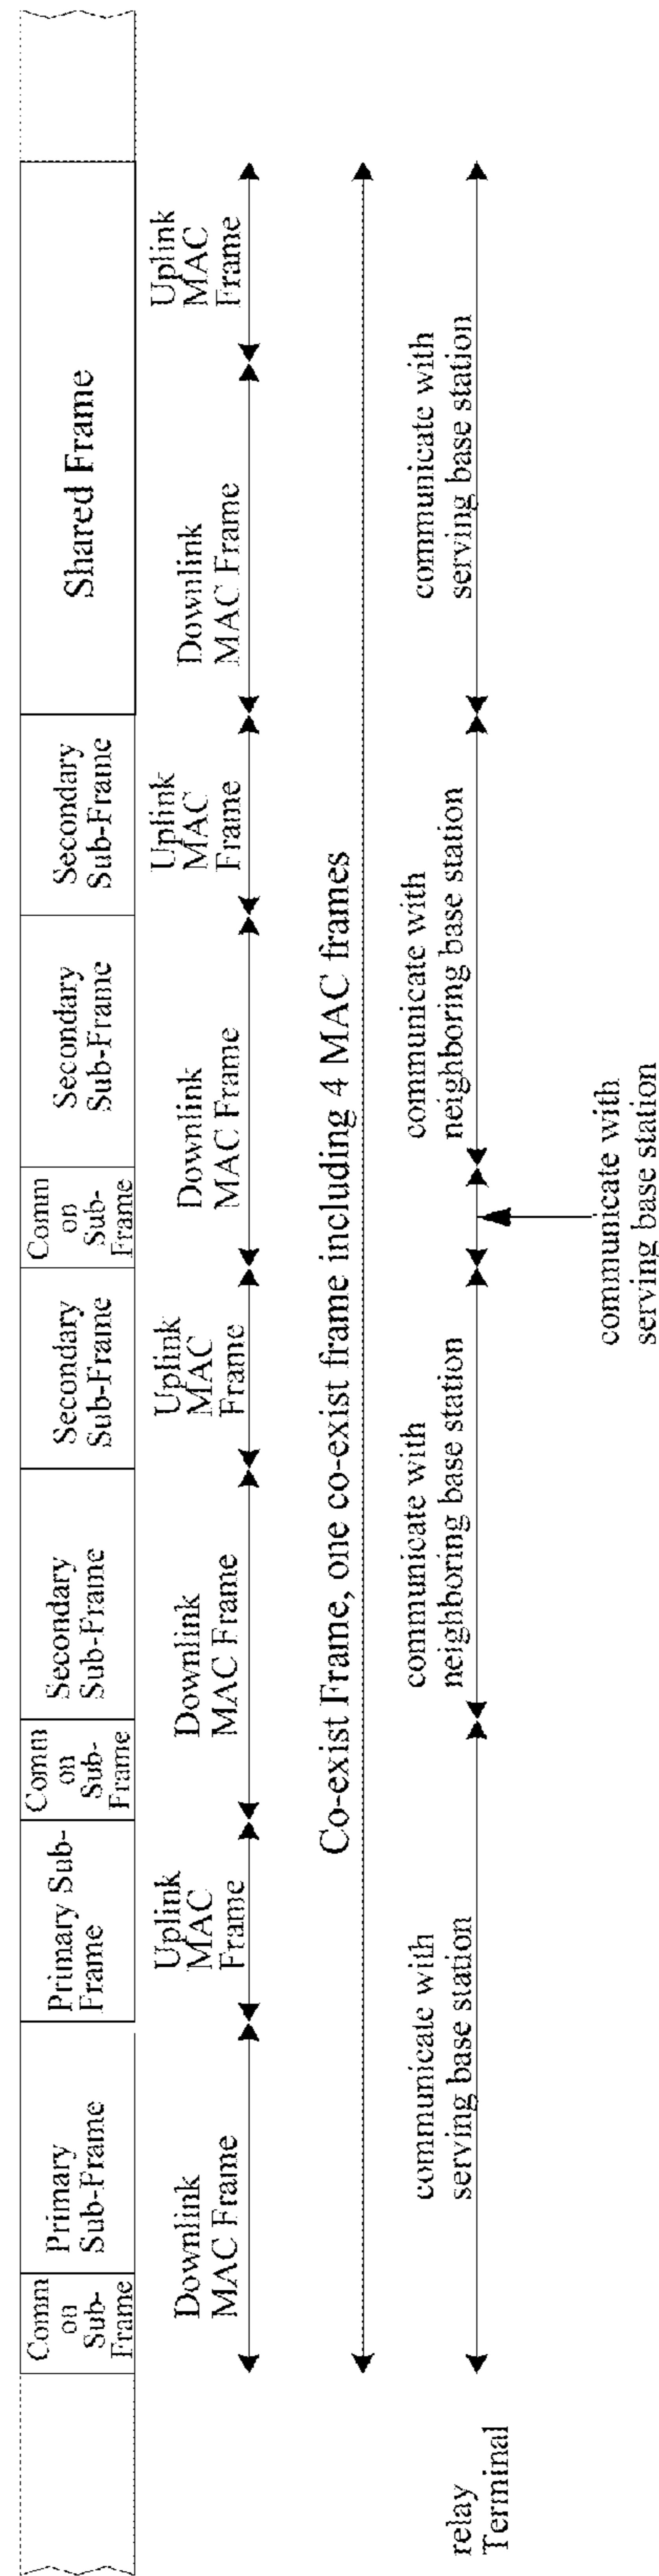 Comm
on
Sub-
Frame
Primary
Sub-Frame
Primary Sub-
Frame
Comm
on
Sub-
Frame
Secondary
Sub-Frame
Secondary
Sub-Frame
Comm
on
Sub-
Frame
Secondary
Sub-Frame
Secondary
Sub-Frame
Shared Frame
Downlink
MAC Frame
Uplink
MAC
Frame
Downlink
MAC Frame
Uplink
MAC
Frame
Downlink
MAC Frame
Uplink
MAC
Frame
Downlink
MAC Frame
Uplink
MAC
Frame
Co-exist Frame, one co-exist frame including 4 MAC frames
relay
Terminal
communicate with
serving base station
communicate with
neighboring base station
communicate with
neighboring base station
communicate with
serving base station
communicate with
serving base station